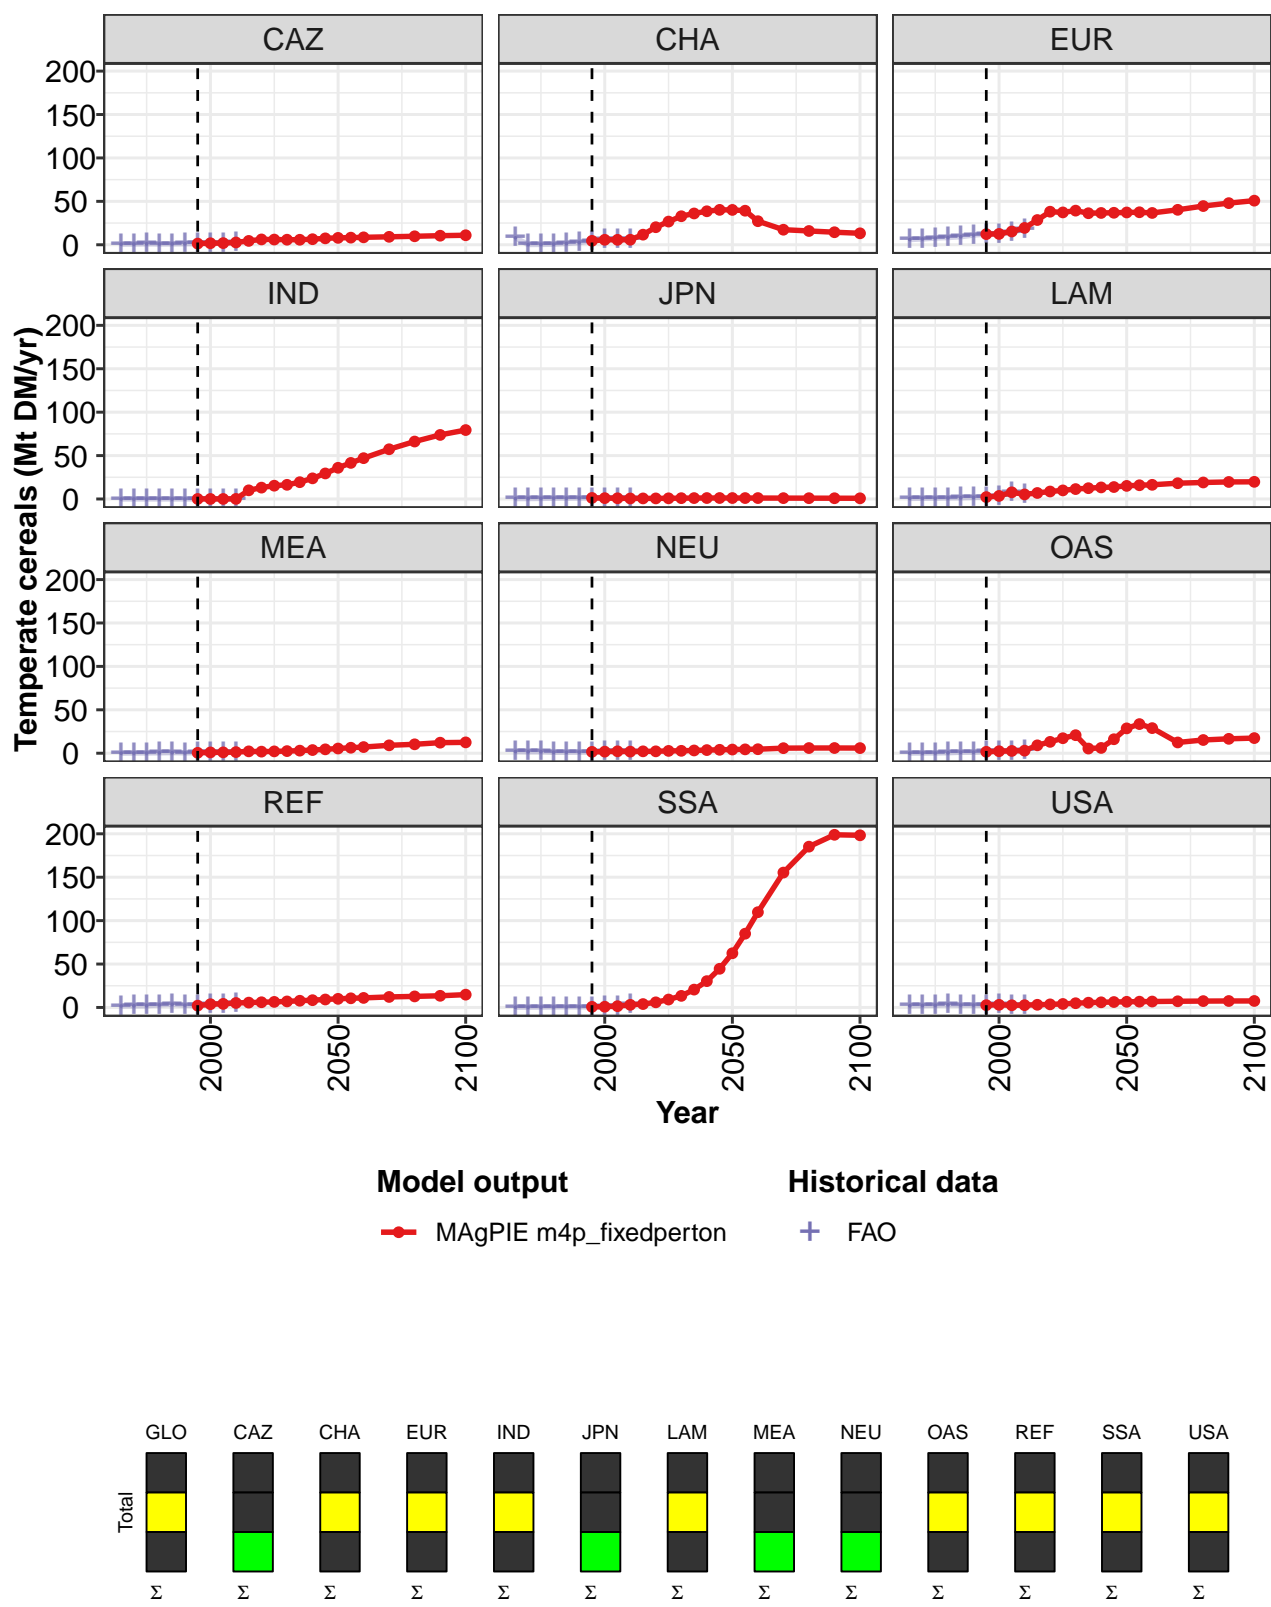 CAZ CHA EUR
200
150
100
50
0
IND JPN LAM
200
150
100
50
0
MEA NEU OAS
200
150
100
50
0
REF SSA USA
200
150
100
50
0
Temperate cereals (Mt DM/yr)
2000 2050 2100 2000 2050 2100 2000 2050 2100
Year
Model output Historical data
MAgPIE m4p_fixedperton FAO
GLO CAZ CHA EUR IND JPN LAM MEA NEU OAS REF SSA USA
Total
Σ Σ Σ Σ Σ Σ Σ Σ Σ Σ Σ Σ Σ